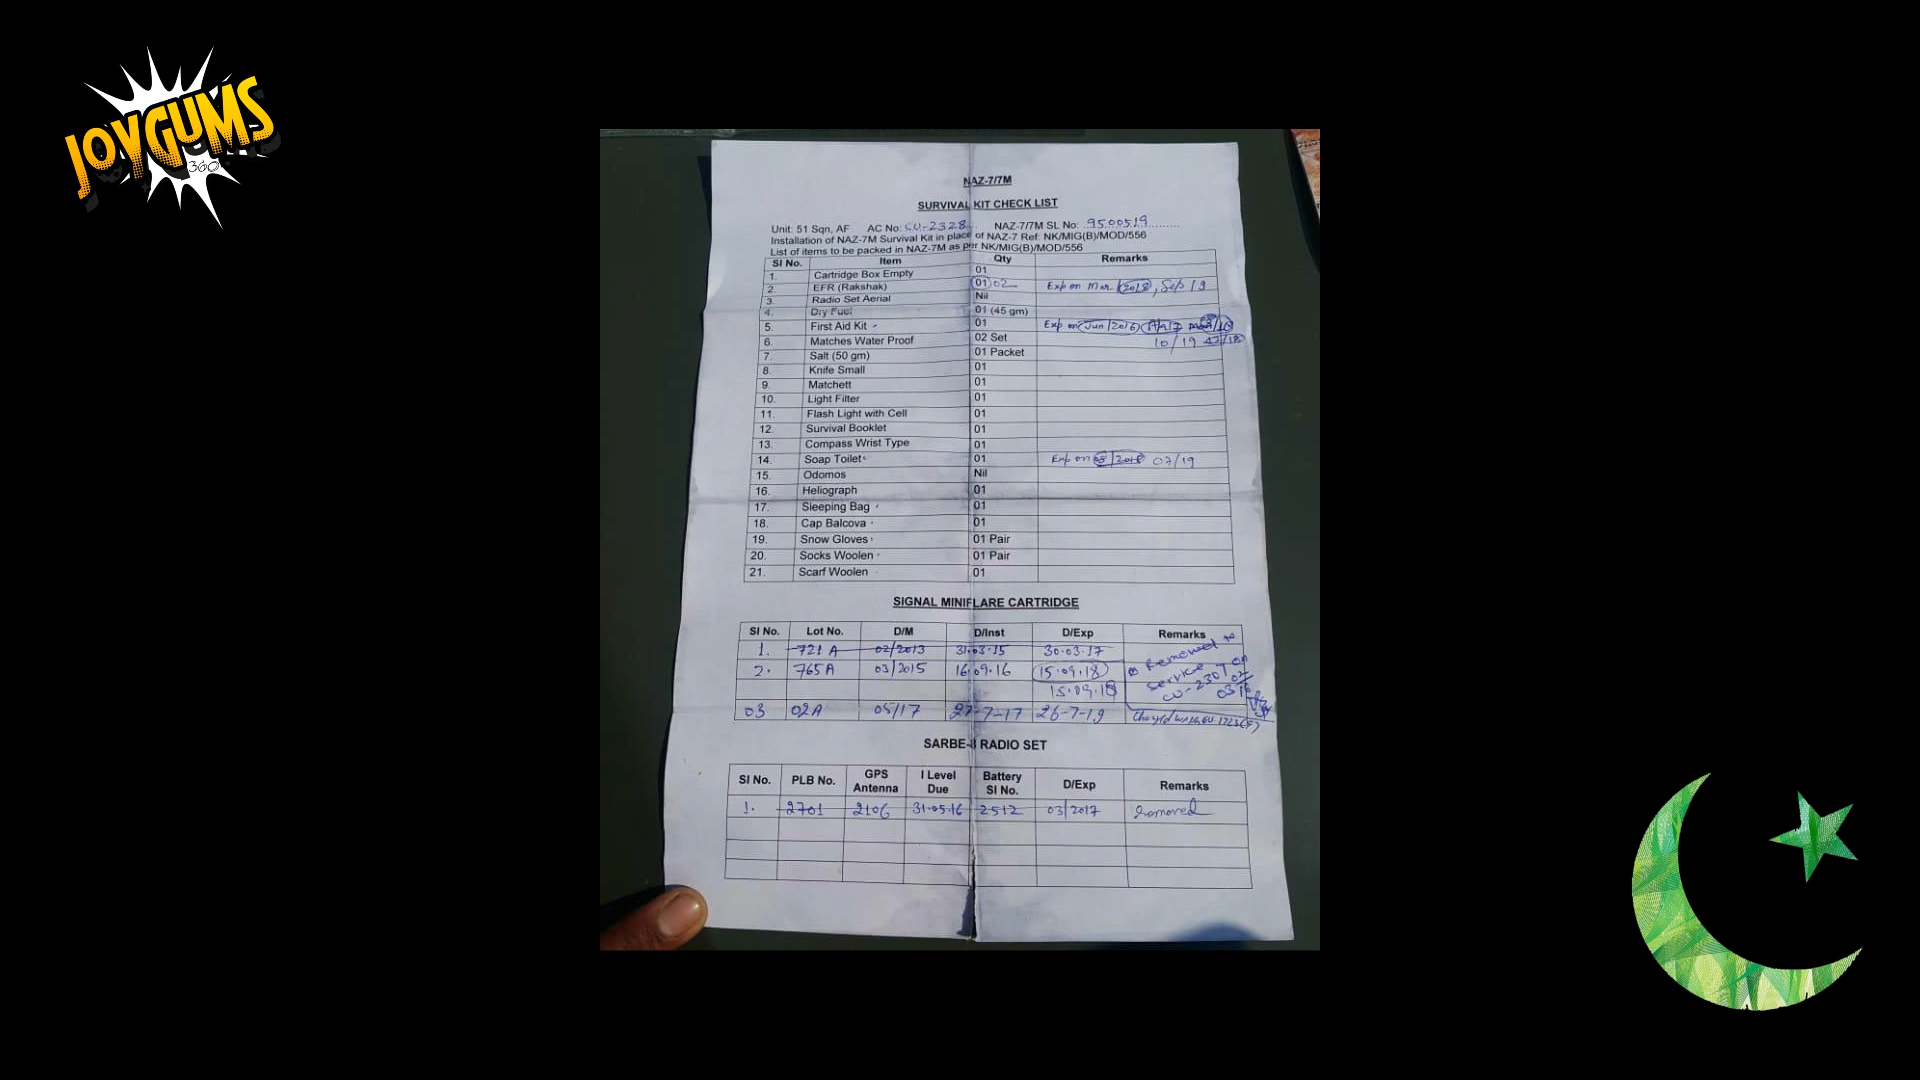 JOYGUMS
360
NAZ-7/7M
SURVIVAL KIT CHECK LIST
Unit: 51 Sqn, AF AC No: CU-2328 NAZ-7/7M SL No: 9500519
Installation of NAZ-7M Survival Kit in place of NAZ-7 Ref: NK/MIG(B)/MOD/556
List of items to be packed in NAZ-7M as per NK/MIG(B)/MOD/556
Sl No. Item Qty Remarks
1. Cartridge Box Empty 01
2. EFR (Rakshak) 01 02 Exp on Mar 2018, Sep/19
3. Radio Set Aerial Nil
4. Dry Fuel 01 (45 gm)
5. First Aid Kit 01 Exp on Jun/2016
6. Matches Water Proof 02 Set 10/19
7. Salt (50 gm) 01 Packet
8. Knife Small 01
9. Matchett 01
10. Light Filter 01
11. Flash Light with Cell 01
12. Survival Booklet 01
13. Compass Wrist Type 01
14. Soap Toilet 01 Exp on 07/19
15. Odomos Nil
16. Heliograph 01
17. Sleeping Bag 01
18. Cap Balcova 01
19. Snow Gloves 01 Pair
20. Socks Woolen 01 Pair
21. Scarf Woolen 01
SIGNAL MINIFLARE CARTRIDGE
Sl No. Lot No. D/M D/Inst D/Exp Remarks
1. 721 A 02/2013 31.03.15 30.03.17
2. 765A 03/2015 16.09.16 15.09.18 Removed to
15.09.18 service
03 02A 05/17 27-7-17 26-7-19
SARBE-8 RADIO SET
Sl No. PLB No. GPS Antenna I Level Due Battery Sl No. D/Exp Remarks
1. 2701 2106 31.05.16 2512 03/2017 Removed